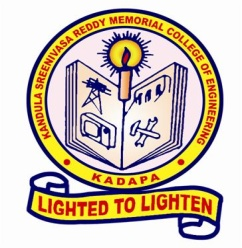 KANDULA SREENIVASA REDDY MEMORIAL COLLEGE OF ENGINEERING
• KADAPA •
LIGHTED TO LIGHTEN